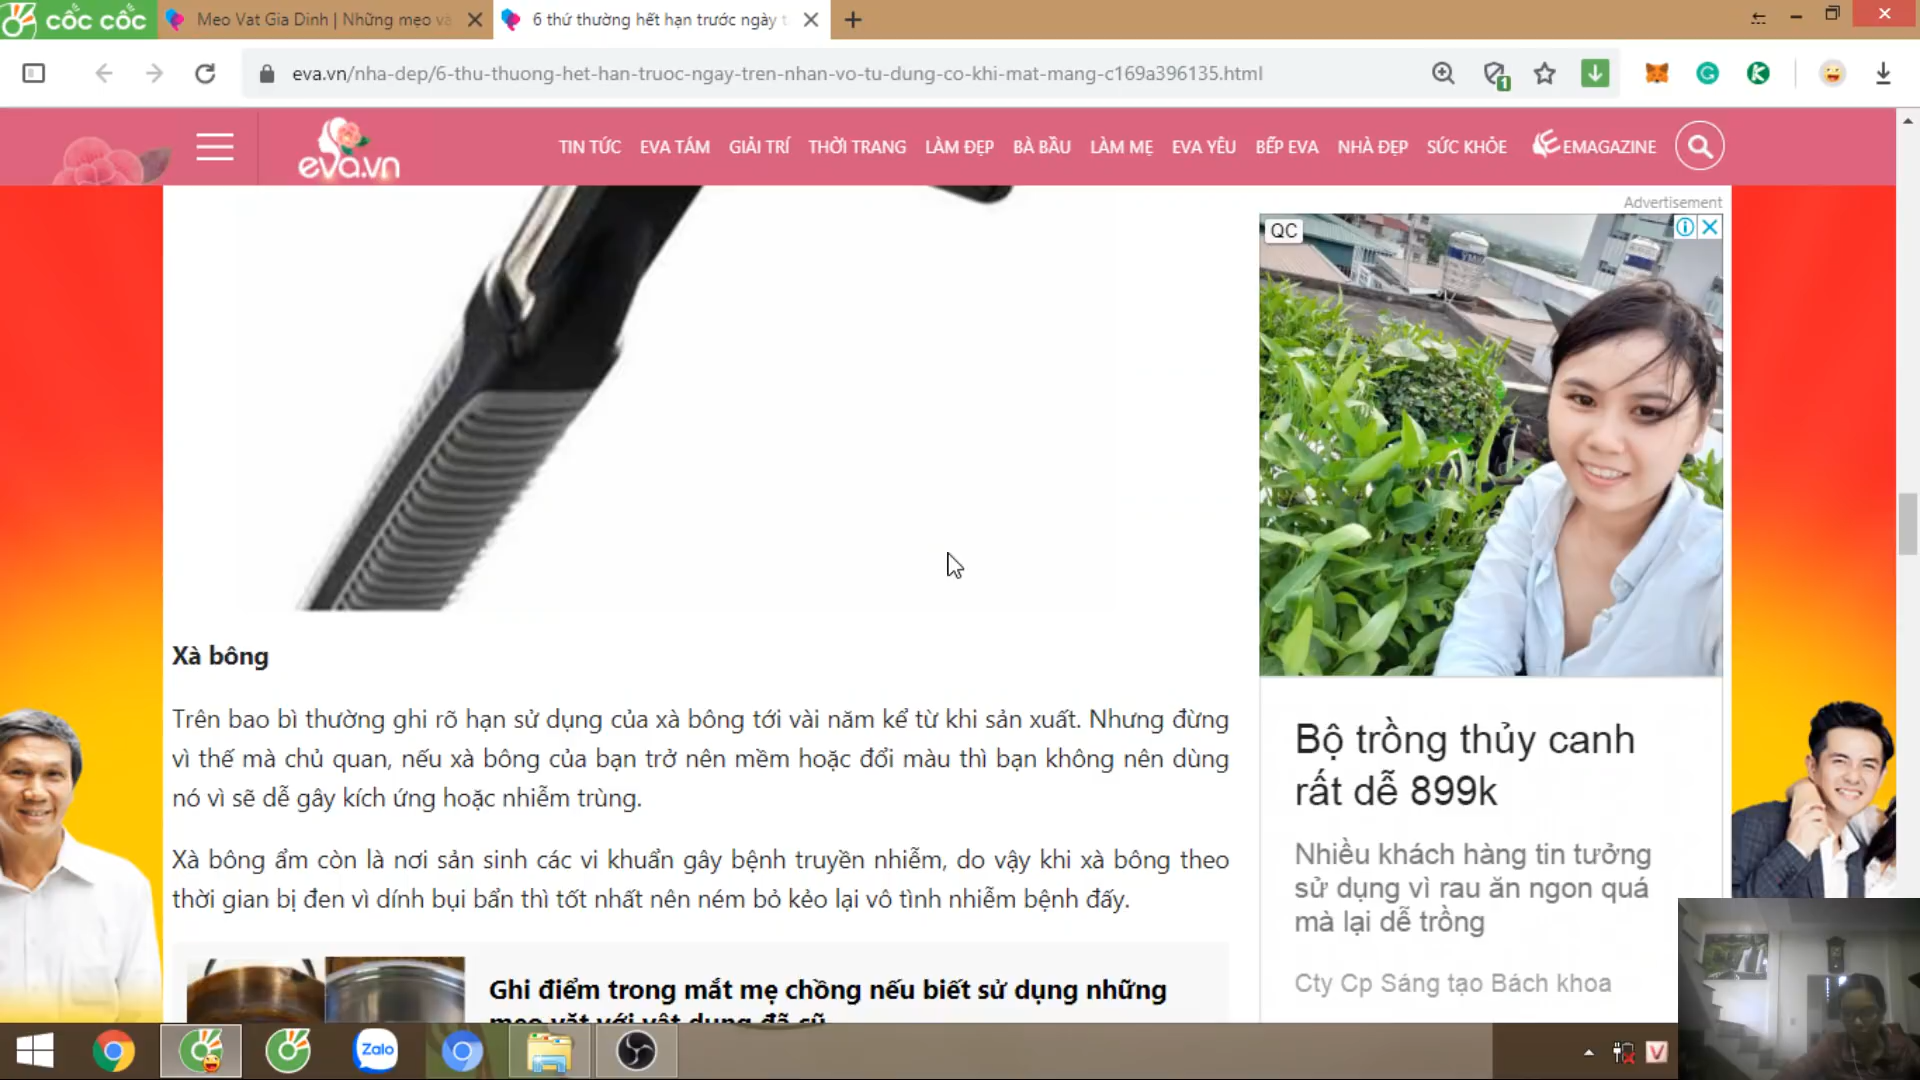 cốc cốc
Meo Vat Gia Dinh | Những mẹo vă
6 thứ thường hết hạn trước ngày t
eva.vn/nha-dep/6-thu-thuong-het-han-truoc-ngay-tren-nhan-vo-tu-dung-co-khi-mat-mang-c169a396135.html
1
eva.vn
TIN TỨC EVA TÁM GIẢI TRÍ THỜI TRANG LÀM ĐẸP BÀ BẦU LÀM MẸ EVA YÊU BẾP EVA NHÀ ĐẸP SỨC KHỎE EMAGAZINE
Advertisement
QC
Xà bông
Trên bao bì thường ghi rõ hạn sử dụng của xà bông tới vài năm kể từ khi sản xuất. Nhưng đừng
vì thế mà chủ quan, nếu xà bông của bạn trở nên mềm hoặc đổi màu thì bạn không nên dùng
nó vì sẽ dễ gây kích ứng hoặc nhiễm trùng.
Xà bông ẩm còn là nơi sản sinh các vi khuẩn gây bệnh truyền nhiễm, do vậy khi xà bông theo
thời gian bị đen vì dính bụi bẩn thì tốt nhất nên ném bỏ kẻo lại vô tình nhiễm bệnh đấy.
Ghi điểm trong mắt mẹ chồng nếu biết sử dụng những
mẹo vặt với vật dụng đã cũ
Bộ trồng thủy canh
rất dễ 899k
Nhiều khách hàng tin tưởng
sử dụng vì rau ăn ngon quá
mà lại dễ trồng
Cty Cp Sáng tạo Bách khoa
Zalo
V